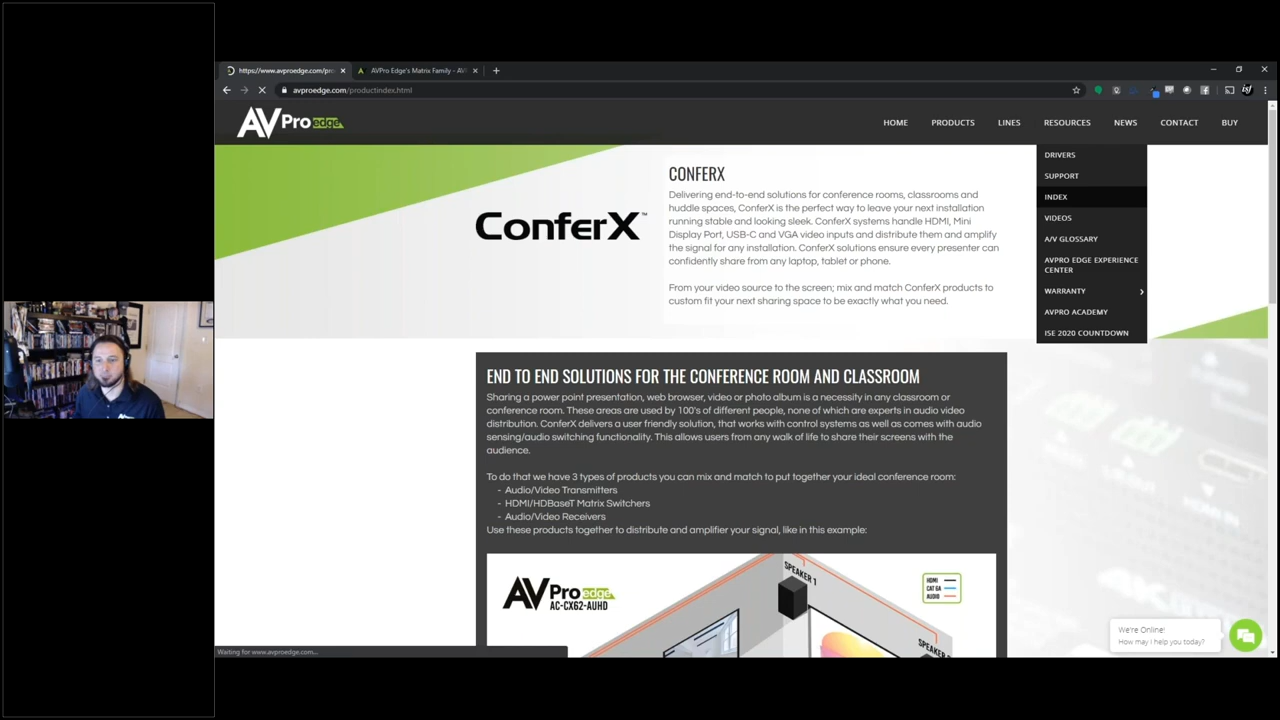 https://www.avproedge.com/pro
AVPro Edge's Matrix Family - AV
avproedge.com/productindex.html
AVPro edge
HOME
PRODUCTS
LINES
RESOURCES
NEWS
CONTACT
BUY
DRIVERS
SUPPORT
INDEX
VIDEOS
A/V GLOSSARY
AVPRO EDGE EXPERIENCE
CENTER
WARRANTY
AVPRO ACADEMY
ISE 2020 COUNTDOWN
ConferX™
CONFERX
Delivering end-to-end solutions for conference rooms, classrooms and
huddle spaces, ConferX is the perfect way to leave your next installation
running stable and looking sleek. ConferX systems handle HDMI, Mini
Display Port, USB-C and VGA video inputs and distribute them and amplify
the signal for any installation. ConferX solutions ensure every presenter can
confidently share from any laptop, tablet or phone.
From your video source to the screen; mix and match ConferX products to
custom fit your next sharing space to be exactly what you need.
END TO END SOLUTIONS FOR THE CONFERENCE ROOM AND CLASSROOM
Sharing a power point presentation, web browser, video or photo album is a necessity in any classroom or
conference room. These areas are used by 100's of different people, none of which are experts in audio video
distribution. ConferX delivers a user friendly solution, that works with control systems as well as comes with audio
sensing/audio switching functionality. This allows users from any walk of life to share their screens with the
audience.
To do that we have 3 types of products you can mix and match to put together your ideal conference room:
- Audio/Video Transmitters
- HDMI/HDBaseT Matrix Switchers
- Audio/Video Receivers
Use these products together to distribute and amplifier your signal, like in this example:
AVPro edge
AC-CX62-AUHD
SPEAKER 1
HDMI
CAT 6A
AUDIO
SPEAKER
We're Online!
How may I help you today?
Waiting for www.avproedge.com...